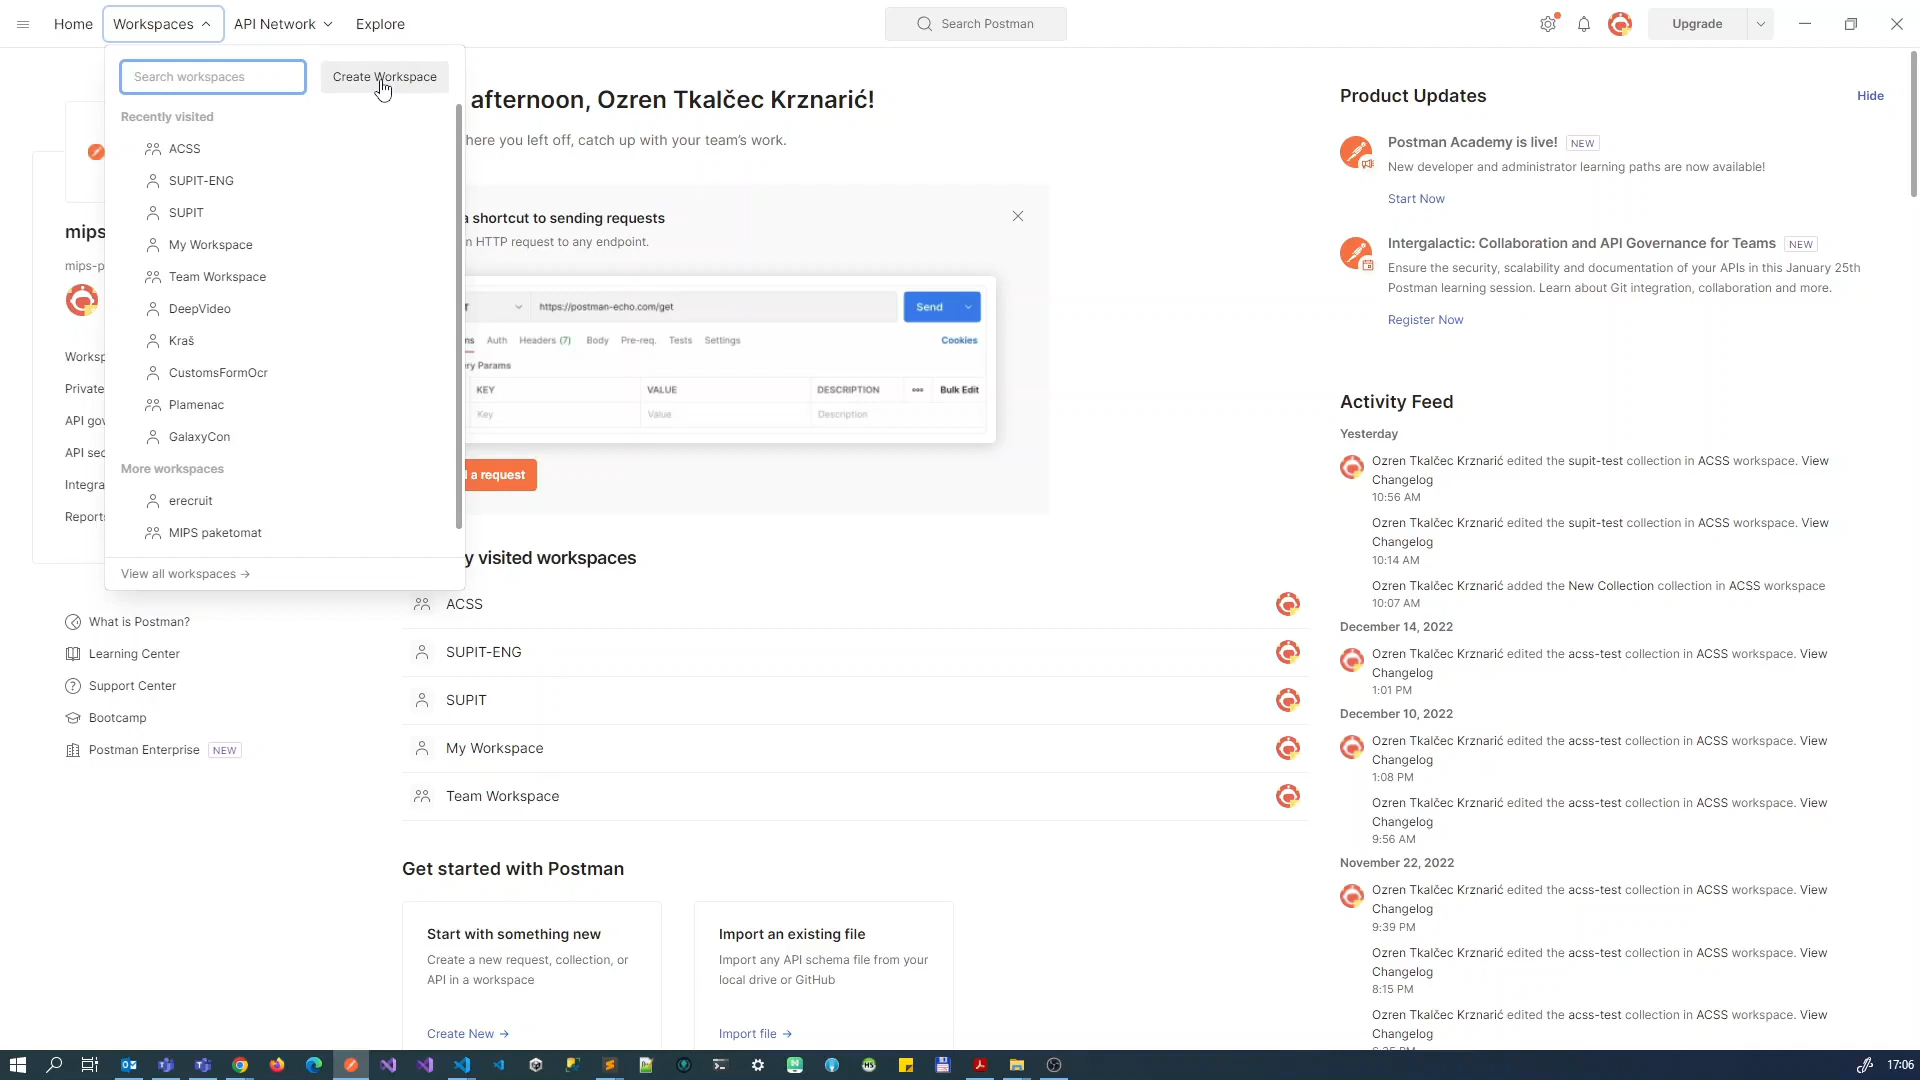 Home
Workspaces
API Network
Explore
Search Postman
Upgrade
Search workspaces
Create Workspace
Recently visited
ACSS
SUPIT-ENG
SUPIT
My Workspace
Team Workspace
DeepVideo
Kraš
CustomsFormOcr
Plamenac
GalaxyCon
More workspaces
erecruit
MIPS paketomat
View all workspaces →
mips
mips-p
Worksp
Private
API gov
API sec
Integra
Reports
What is Postman?
Learning Center
Support Center
Bootcamp
Postman Enterprise NEW
afternoon, Ozren Tkalčec Krznarić!
here you left off, catch up with your team's work.
a shortcut to sending requests
n HTTP request to any endpoint.
T
https://postman-echo.com/get
Send
ms Auth Headers (7) Body Pre-req. Tests Settings Cookies
ry Params
KEY VALUE DESCRIPTION ••• Bulk Edit
Key Value Description
a request
y visited workspaces
ACSS
SUPIT-ENG
SUPIT
My Workspace
Team Workspace
Get started with Postman
Start with something new
Create a new request, collection, or
API in a workspace
Create New →
Import an existing file
Import any API schema file from your
local drive or GitHub
Import file →
Product Updates
Hide
Postman Academy is live! NEW
New developer and administrator learning paths are now available!
Start Now
Intergalactic: Collaboration and API Governance for Teams NEW
Ensure the security, scalability and documentation of your APIs in this January 25th
Postman learning session. Learn about Git integration, collaboration and more.
Register Now
Activity Feed
Yesterday
Ozren Tkalčec Krznarić edited the supit-test collection in ACSS workspace. View
Changelog
10:56 AM
Ozren Tkalčec Krznarić edited the supit-test collection in ACSS workspace. View
Changelog
10:14 AM
Ozren Tkalčec Krznarić added the New Collection collection in ACSS workspace
10:07 AM
December 14, 2022
Ozren Tkalčec Krznarić edited the acss-test collection in ACSS workspace. View
Changelog
1:01 PM
December 10, 2022
Ozren Tkalčec Krznarić edited the acss-test collection in ACSS workspace. View
Changelog
1:08 PM
Ozren Tkalčec Krznarić edited the acss-test collection in ACSS workspace. View
Changelog
9:56 AM
November 22, 2022
Ozren Tkalčec Krznarić edited the acss-test collection in ACSS workspace. View
Changelog
9:39 PM
Ozren Tkalčec Krznarić edited the acss-test collection in ACSS workspace. View
Changelog
8:15 PM
Ozren Tkalčec Krznarić edited the acss-test collection in ACSS workspace. View
Changelog
17:06